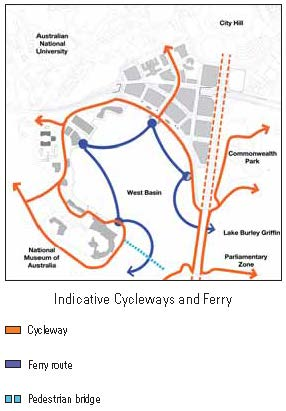 City Hill
Australian
National
University
Commonwealth
Park
West Basin
Lake Burley Griffin
National
Museum of
Australia
Parliamentary
Zone
Indicative Cycleways and Ferry
Cycleway
Ferry route
Pedestrian bridge